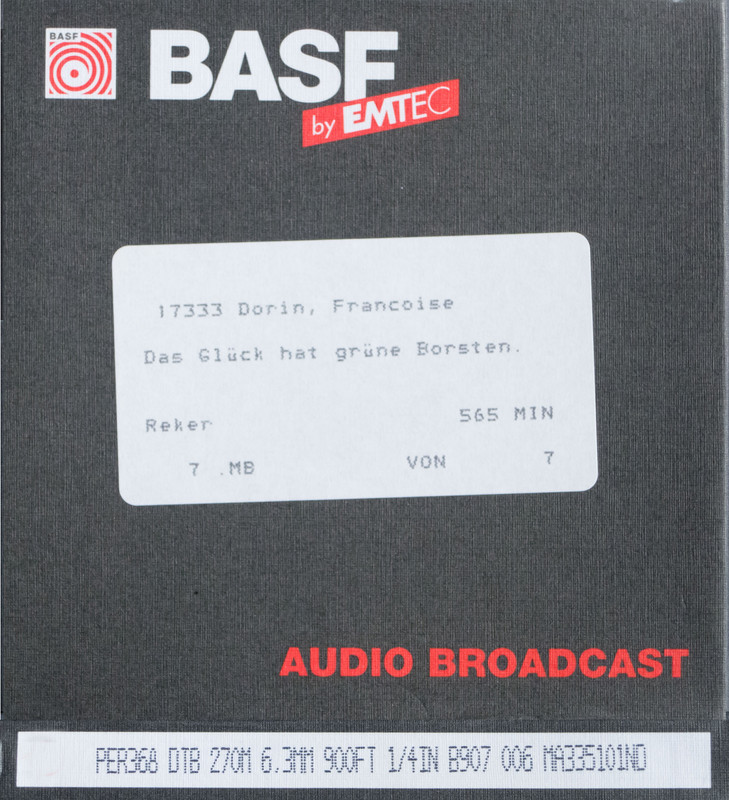 BASF
BASF
by EMTEC
17333 Dorin, Francoise
Das Glück hat grüne Borsten.
Reker 565 MIN
7 .MB VON 7
AUDIO BROADCAST
PER368 DTB 270M 6,3MM 900FT 1/4IN B907 006 MA335101ND